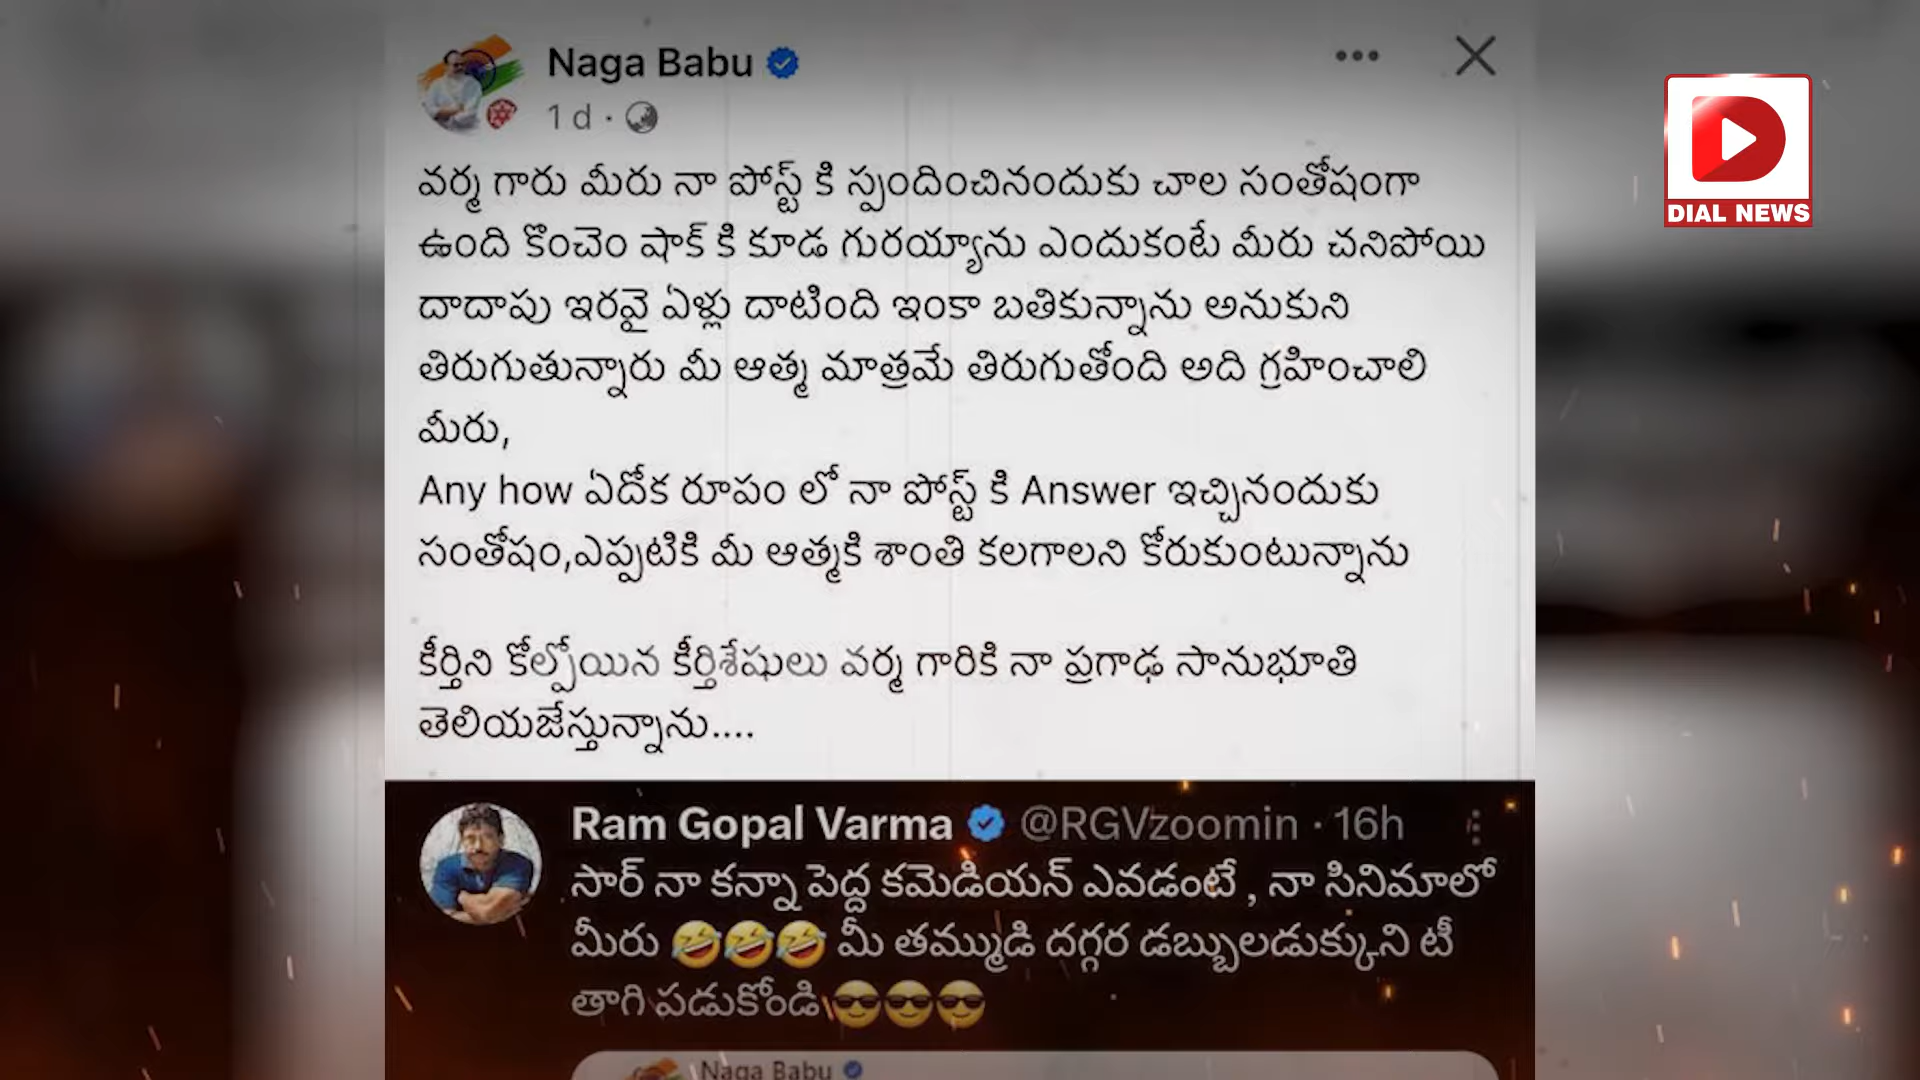 Naga Babu
1 d ·
వర్మ గారు మీరు నా పోస్ట్ కి స్పందించినందుకు చాల సంతోషంగా
ఉంది కొంచెం షాక్ కి కూడ గురయ్యాను ఎందుకంటే మీరు చనిపోయి
దాదాపు ఇరవై ఏళ్లు దాటింది ఇంకా బతికున్నాను అనుకుని
తిరుగుతున్నారు మీ ఆత్మ మాత్రమే తిరుగుతోంది అది గ్రహించాలి
మీరు,
Any how ఏదోక రూపం లో నా పోస్ట్ కి Answer ఇచ్చినందుకు
సంతోషం,ఎప్పటికి మీ ఆత్మకి శాంతి కలగాలని కోరుకుంటున్నాను
కీర్తిని కోల్పోయిన కీర్తిశేషులు వర్మ గారికి నా ప్రగాఢ సానుభూతి
తెలియజేస్తున్నాను....
Ram Gopal Varma @RGVzoomin · 16h
సార్ నా కన్నా పెద్ద కమెడియన్ ఎవడంటే , నా సినిమాలో
మీరు 🤣🤣🤣 మీ తమ్ముడి దగ్గర డబ్బులడుక్కుని టీ
తాగి పడుకోండి 😎😎😎
Naga Babu
DIAL NEWS